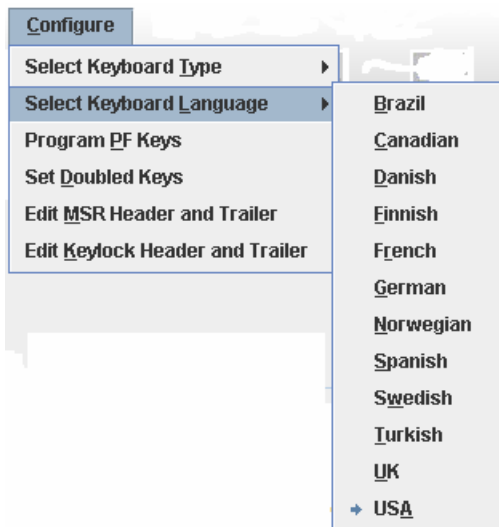 Configure
Select Keyboard Type
Select Keyboard Language
Program PF Keys
Set Doubled Keys
Edit MSR Header and Trailer
Edit Keylock Header and Trailer
Brazil
Canadian
Danish
Finnish
French
German
Norwegian
Spanish
Swedish
Turkish
UK
USA